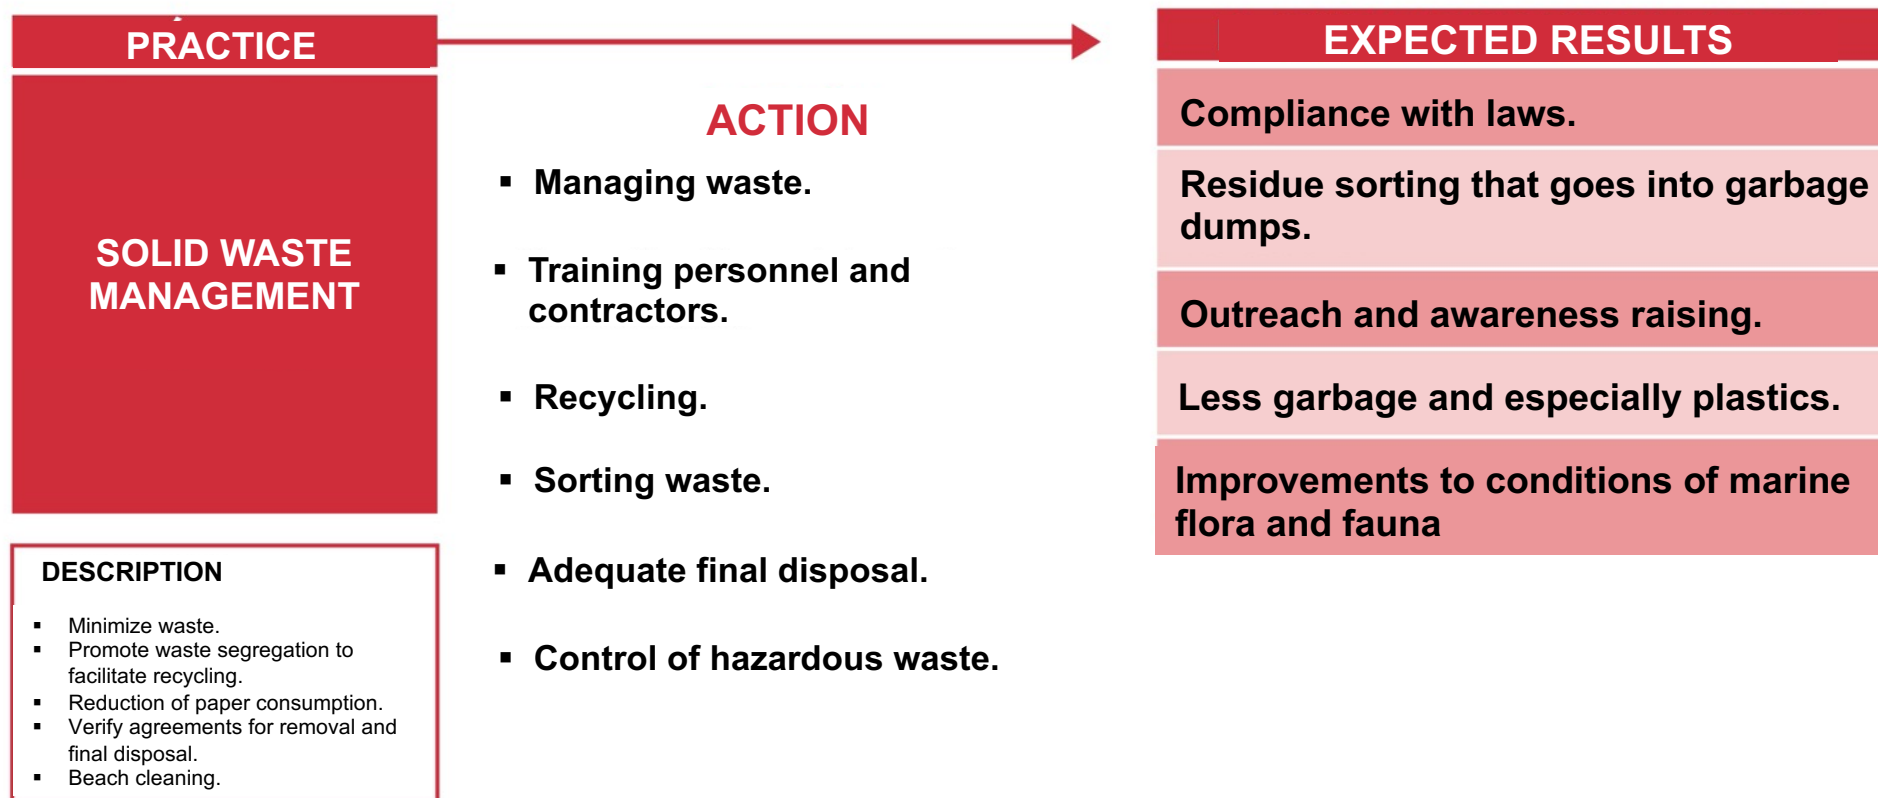 PRACTICE
SOLID WASTE
MANAGEMENT
DESCRIPTION
▪ Minimize waste.
▪ Promote waste segregation to
facilitate recycling.
▪ Reduction of paper consumption.
▪ Verify agreements for removal and
final disposal.
▪ Beach cleaning.
ACTION
▪ Managing waste.
▪ Training personnel and
contractors.
▪ Recycling.
▪ Sorting waste.
▪ Adequate final disposal.
▪ Control of hazardous waste.
EXPECTED RESULTS
Compliance with laws.
Residue sorting that goes into garbage
dumps.
Outreach and awareness raising.
Less garbage and especially plastics.
Improvements to conditions of marine
flora and fauna